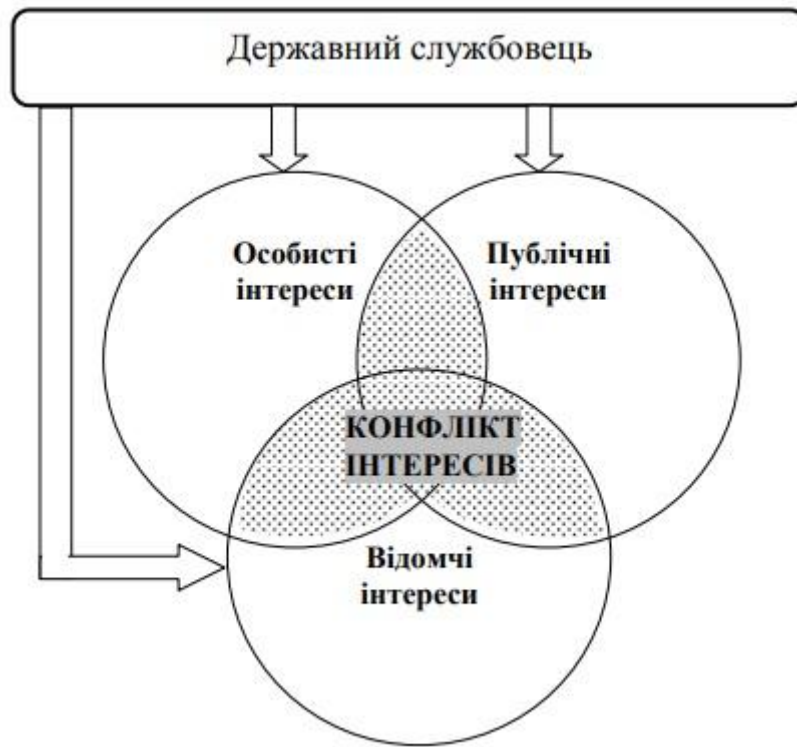 Державний службовець
Особисті
інтереси
Публічні
інтереси
КОНФЛІКТ
ІНТЕРЕСІВ
Відомчі
інтереси